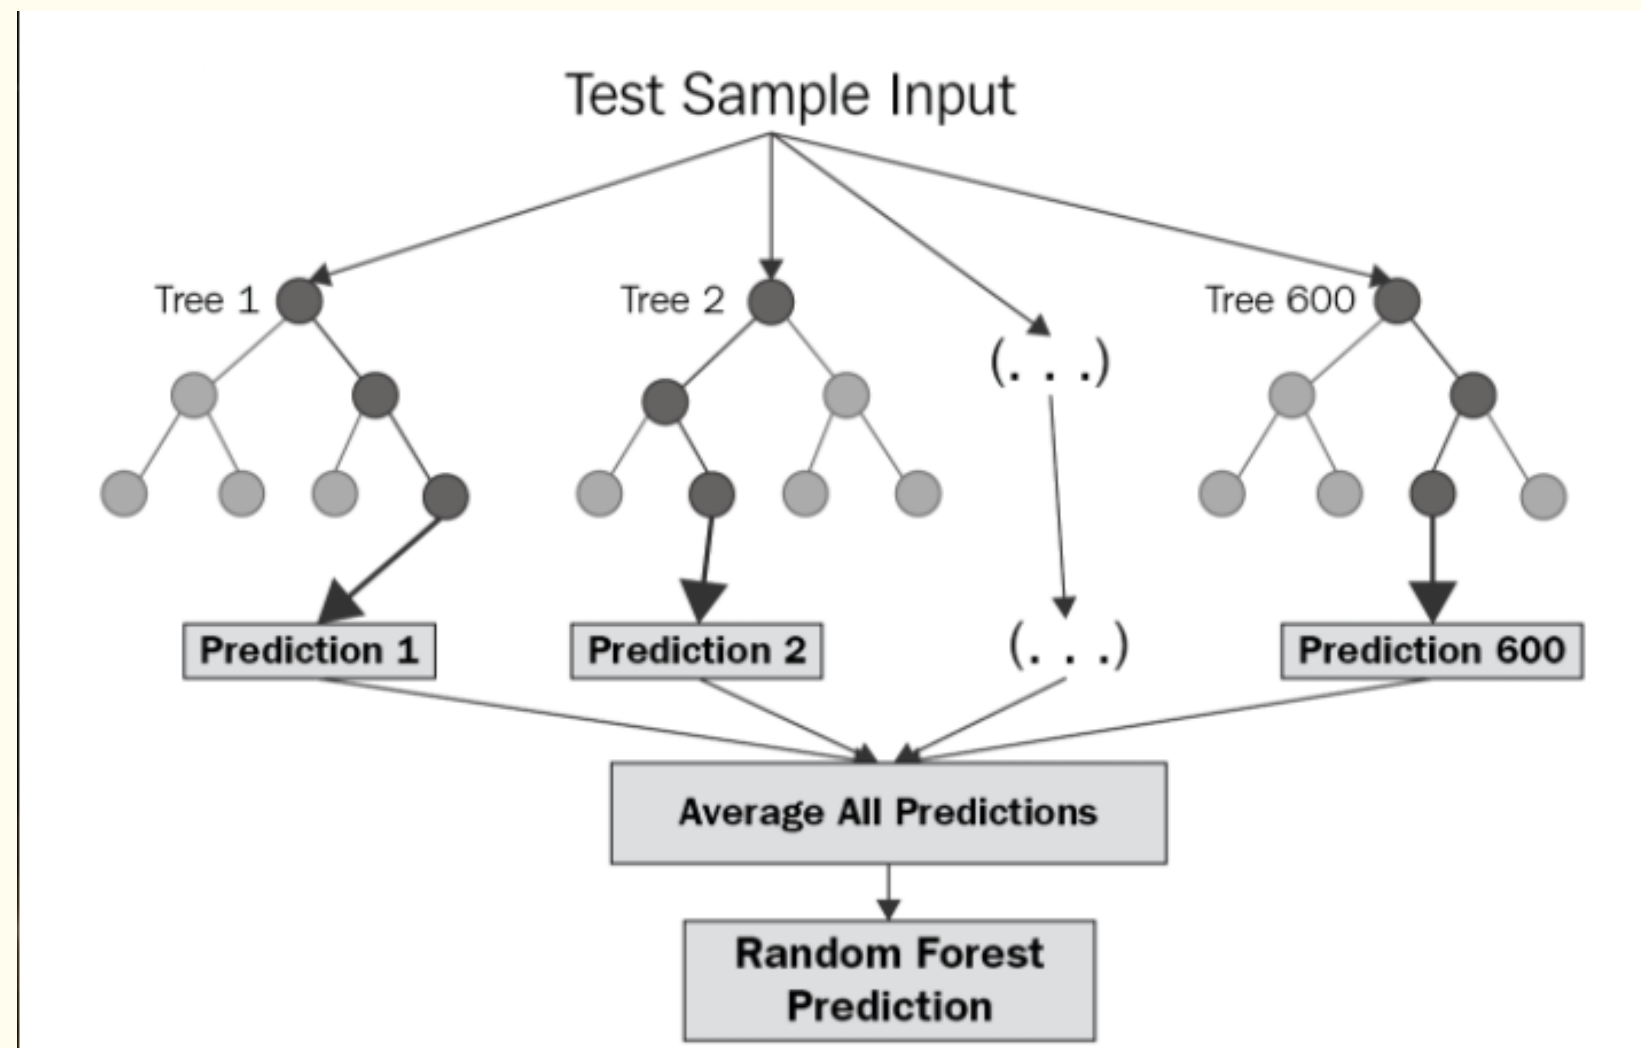 Test Sample Input
Tree 1
Tree 2
Tree 600
(. . .)
Prediction 1
Prediction 2
(. . .)
Prediction 600
Average All Predictions
Random Forest
Prediction